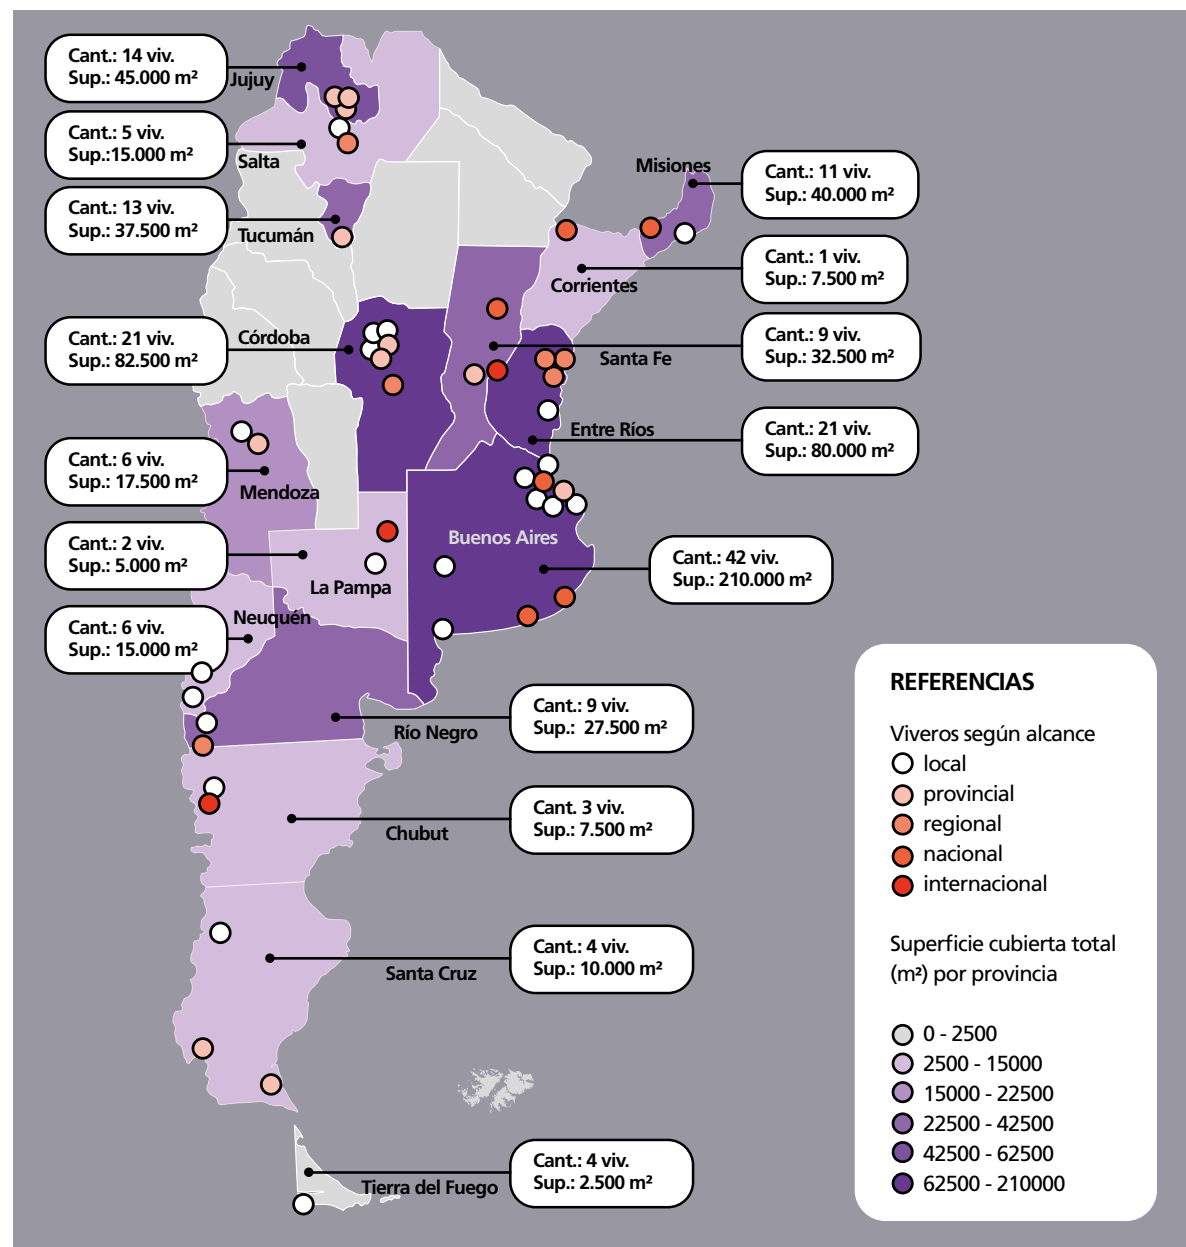 Cant.: 14 viv.
Sup.: 45.000 m²
Jujuy
Cant.: 5 viv.
Sup.:15.000 m²
Salta
Cant.: 13 viv.
Sup.: 37.500 m²
Tucumán
Cant.: 21 viv.
Sup.: 82.500 m²
Córdoba
Cant.: 6 viv.
Sup.: 17.500 m²
Mendoza
Cant.: 2 viv.
Sup.: 5.000 m²
La Pampa
Cant.: 6 viv.
Sup.: 15.000 m²
Neuquén
Misiones
Cant.: 11 viv.
Sup.: 40.000 m²
Corrientes
Cant.: 1 viv.
Sup.: 7.500 m²
Santa Fe
Cant.: 9 viv.
Sup.: 32.500 m²
Entre Ríos
Cant.: 21 viv.
Sup.: 80.000 m²
Buenos Aires
Cant.: 42 viv.
Sup.: 210.000 m²
Río Negro
Cant.: 9 viv.
Sup.: 27.500 m²
Chubut
Cant. 3 viv.
Sup.: 7.500 m²
Santa Cruz
Cant.: 4 viv.
Sup.: 10.000 m²
Tierra del Fuego
Cant.: 4 viv.
Sup.: 2.500 m²
REFERENCIAS
Viveros según alcance
local
provincial
regional
nacional
internacional
Superficie cubierta total
(m²) por provincia
0 - 2500
2500 - 15000
15000 - 22500
22500 - 42500
42500 - 62500
62500 - 210000